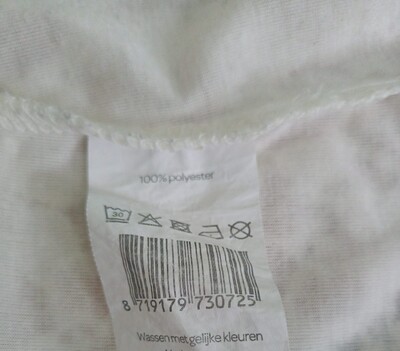 100% polyester
30
8 719179 730725
Wassen met gelijke kleuren